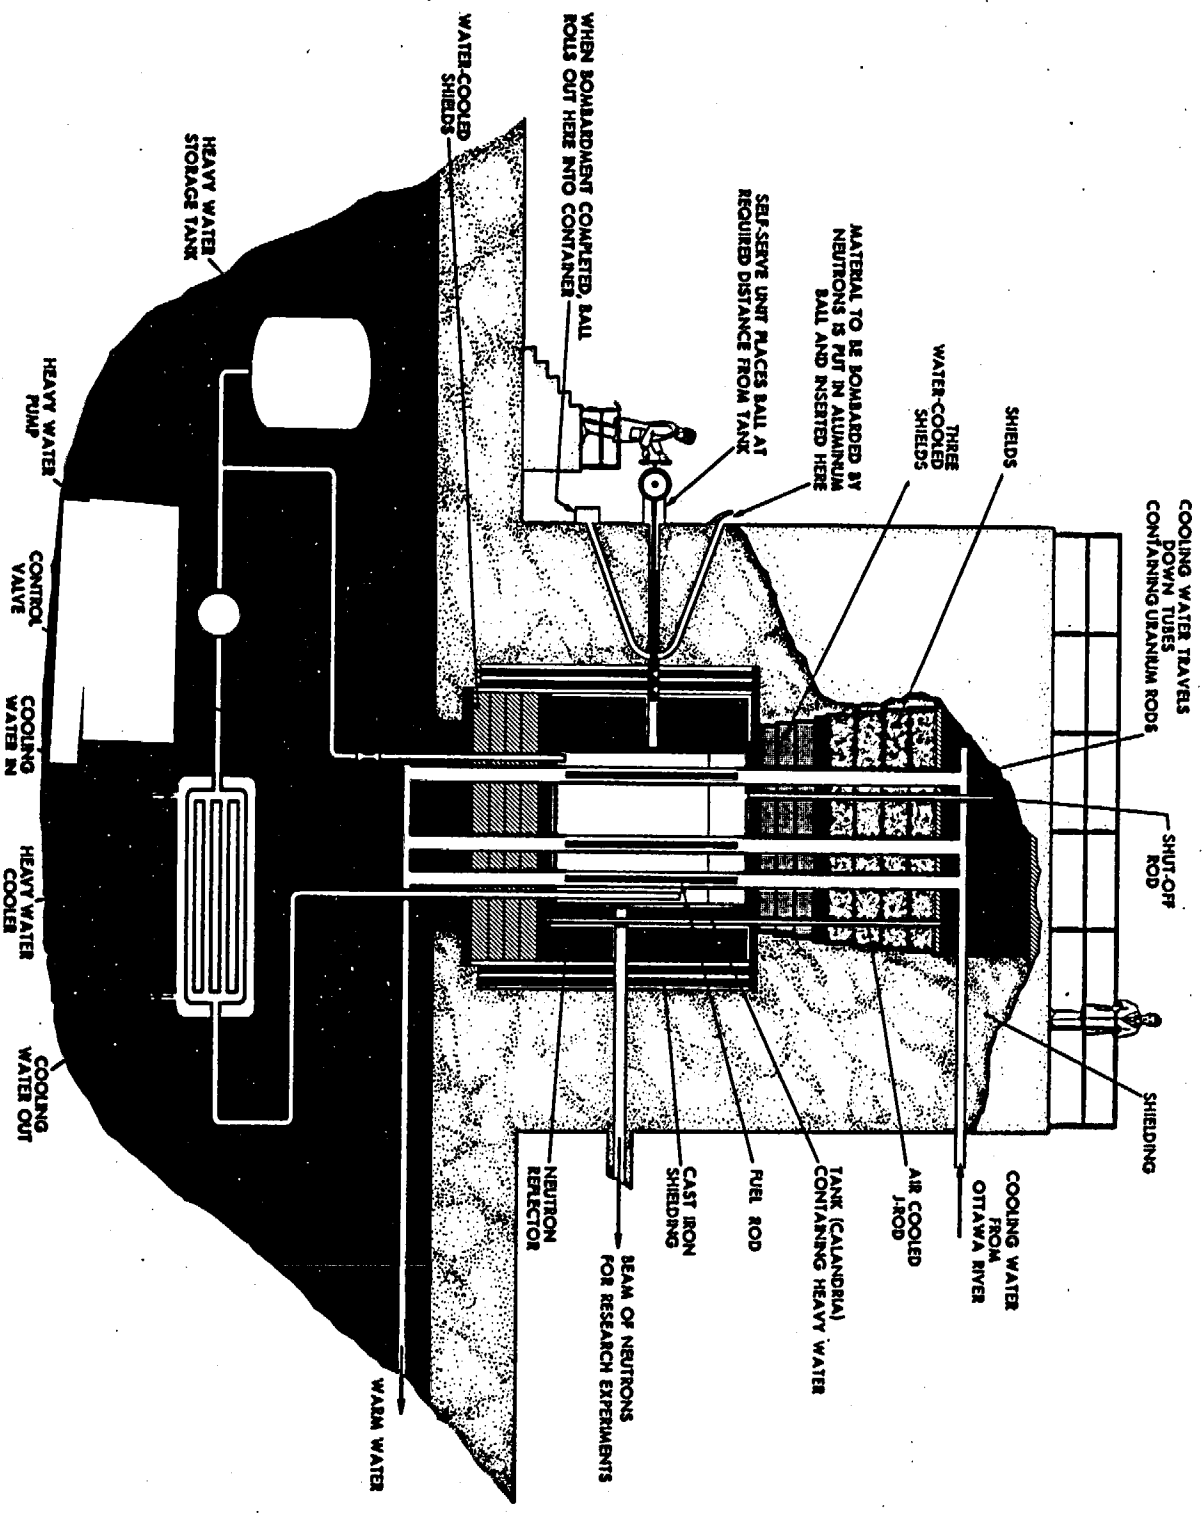 COOLING WATER TRAVELS
DOWN TUBES
CONTAINING URANIUM RODS
SHUT-OFF
ROD
SHIELDING
SHIELDS
THREE
WATER-COOLED
SHIELDS
MATERIAL TO BE BOMBARDED BY
NEUTRONS IS PUT IN ALUMINUM
BALL AND INSERTED HERE
SELF-SERVE UNIT PLACES BALL AT
REQUIRED DISTANCE FROM TANK
WHEN BOMBARDMENT COMPLETED, BALL
ROLLS OUT HERE INTO CONTAINER
WATER-COOLED
SHIELDS
COOLING WATER
FROM
OTTAWA RIVER
AIR COOLED
J-ROD
TANK (CALANDRIA)
CONTAINING HEAVY WATER
FUEL ROD
CAST IRON
SHIELDING
BEAM OF NEUTRONS
FOR RESEARCH EXPERIMENTS
NEUTRON
REFLECTOR
WARM WATER
HEAVY WATER
STORAGE TANK
HEAVY WATER
PUMP
CONTROL
VALVE
COOLING
WATER IN
HEAVY WATER
COOLER
COOLING
WATER OUT